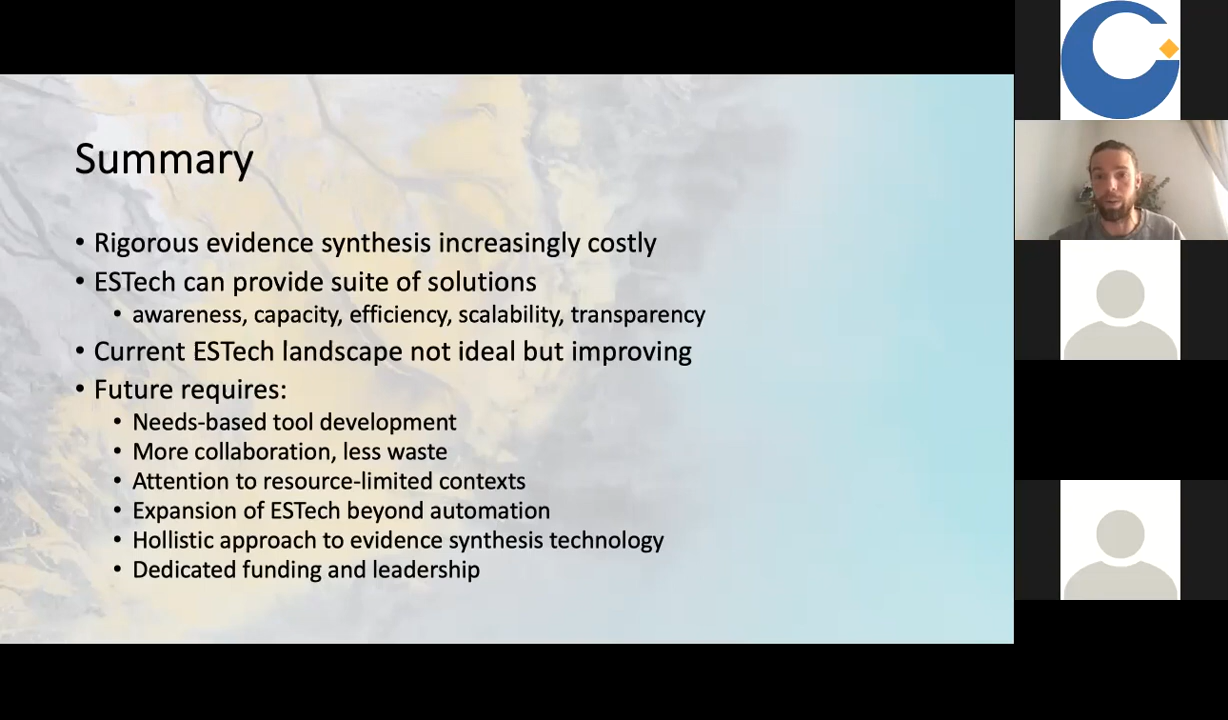 Summary
• Rigorous evidence synthesis increasingly costly
• ESTech can provide suite of solutions
• awareness, capacity, efficiency, scalability, transparency
• Current ESTech landscape not ideal but improving
• Future requires:
• Needs-based tool development
• More collaboration, less waste
• Attention to resource-limited contexts
• Expansion of ESTech beyond automation
• Hollistic approach to evidence synthesis technology
• Dedicated funding and leadership